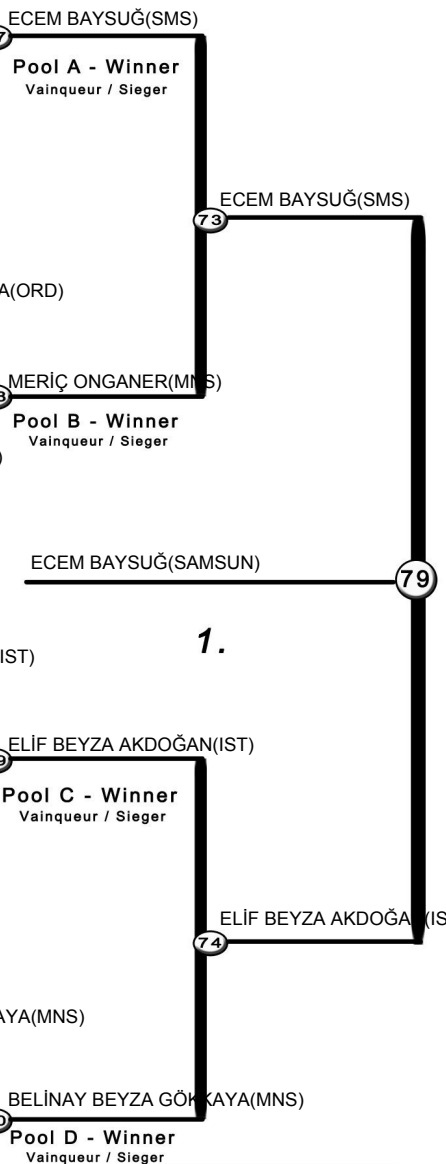 ECEM BAYSUĞ(SMS)
Pool A - Winner
Vainqueur / Sieger
73
ECEM BAYSUĞ(SMS)
A(ORD)
MERİÇ ONGANER(MNS)
Pool B - Winner
Vainqueur / Sieger
)
ECEM BAYSUĞ(SAMSUN)
79
1.
IST)
ELİF BEYZA AKDOĞAN(IST)
Pool C - Winner
Vainqueur / Sieger
74
ELİF BEYZA AKDOĞAN(IS
AYA(MNS)
BELİNAY BEYZA GÖKKAYA(MNS)
Pool D - Winner
Vainqueur / Sieger